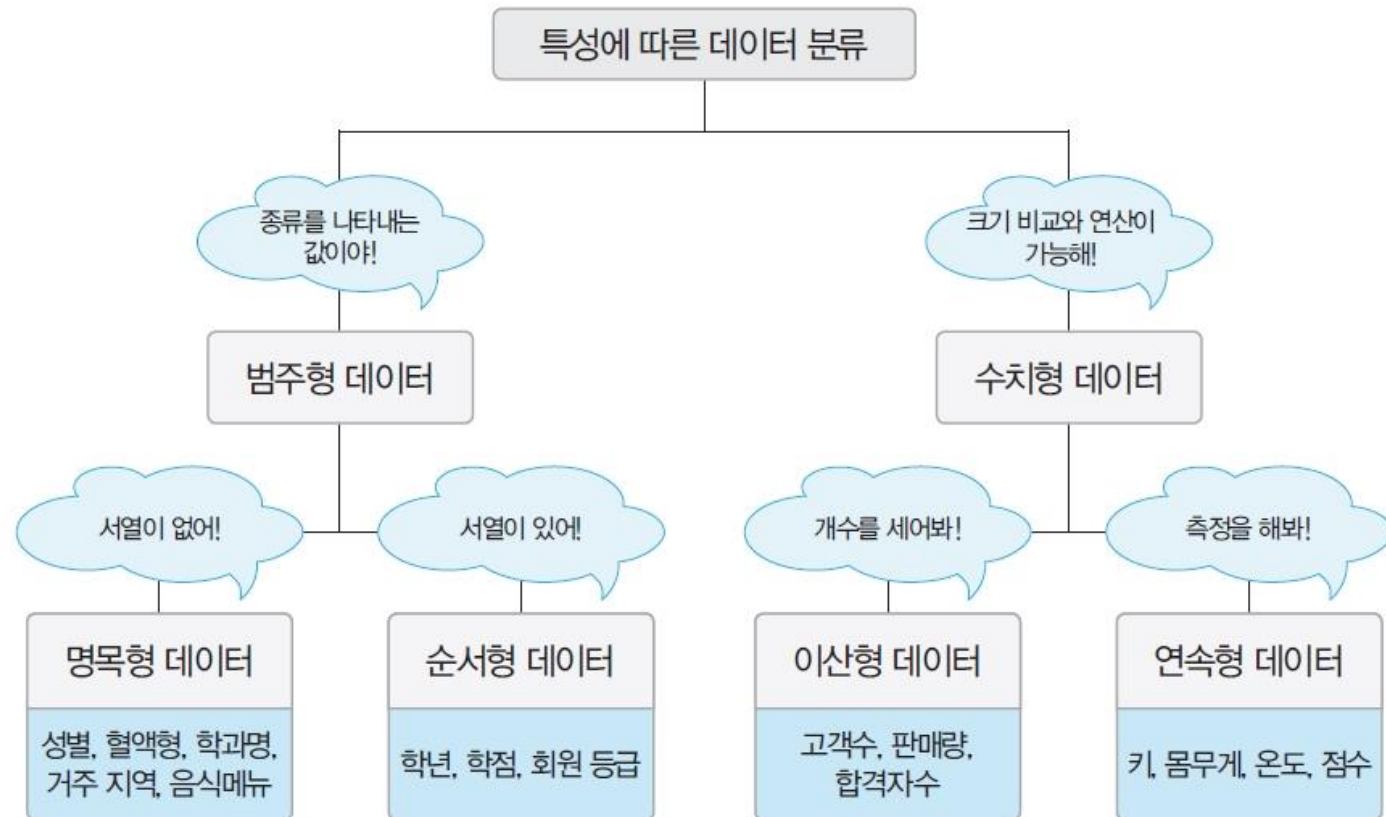 특성에 따른 데이터 분류
종류를 나타내는
값이야!
크기 비교와 연산이
가능해!
범주형 데이터
수치형 데이터
서열이 없어!
서열이 있어!
개수를 세어봐!
측정을 해봐!
명목형 데이터
순서형 데이터
이산형 데이터
연속형 데이터
성별, 혈액형, 학과명,
거주 지역, 음식메뉴
학년, 학점, 회원 등급
고객수, 판매량,
합격자수
키, 몸무게, 온도, 점수